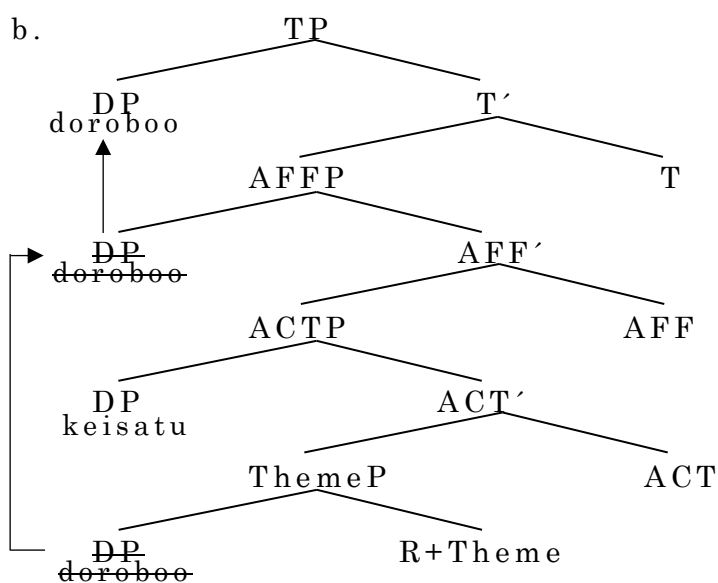 b.
TP
DP T´
doroboo
AFFP T
DP AFF´
doroboo
ACTP AFF
DP ACT´
keisatu
ThemeP ACT
DP R+Theme
doroboo